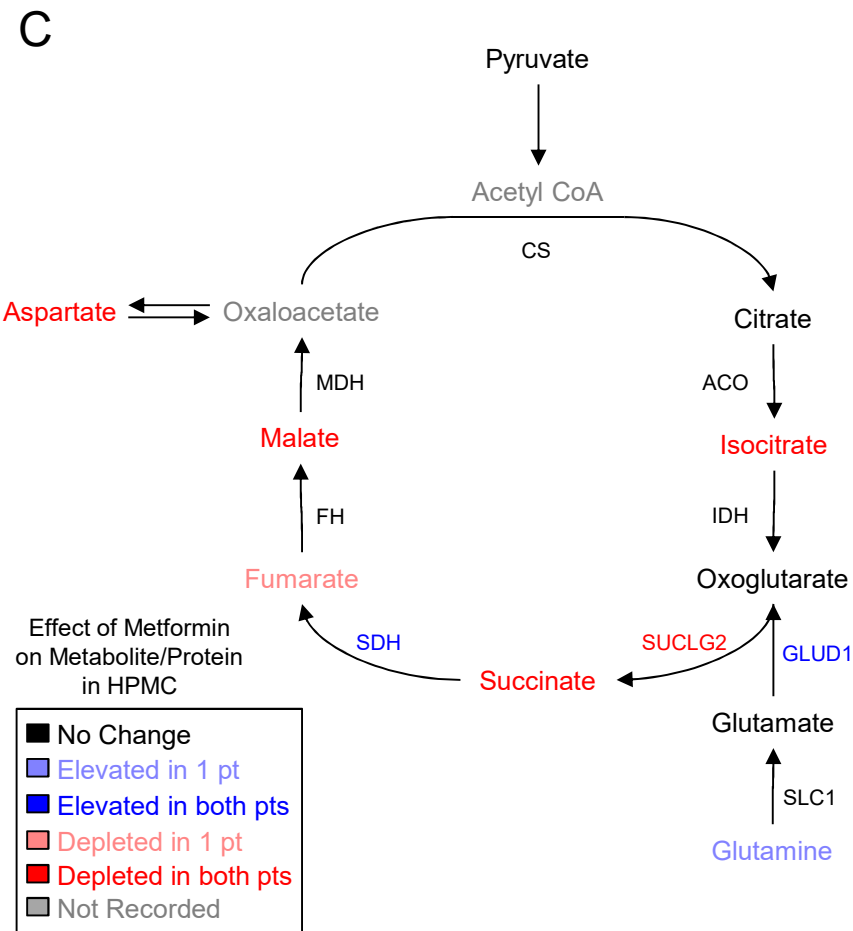 C
Pyruvate
Acetyl CoA
CS
Aspartate
Oxaloacetate
Citrate
MDH
ACO
Malate
Isocitrate
FH
IDH
Fumarate
Oxoglutarate
SDH
SUCLG2
GLUD1
Succinate
Glutamate
SLC1
Glutamine
Effect of Metformin
on Metabolite/Protein
in HPMC
No Change
Elevated in 1 pt
Elevated in both pts
Depleted in 1 pt
Depleted in both pts
Not Recorded